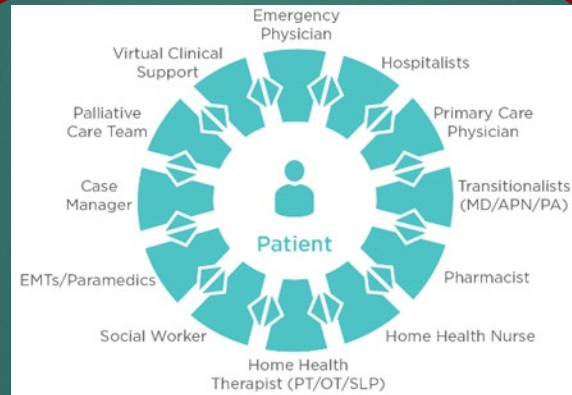 Emergency
Physician
Hospitalists
Primary Care
Physician
Transitionalists
(MD/APN/PA)
Pharmacist
Home Health Nurse
Home Health
Therapist (PT/OT/SLP)
Social Worker
EMTs/Paramedics
Case
Manager
Palliative
Care Team
Virtual Clinical
Support
Patient